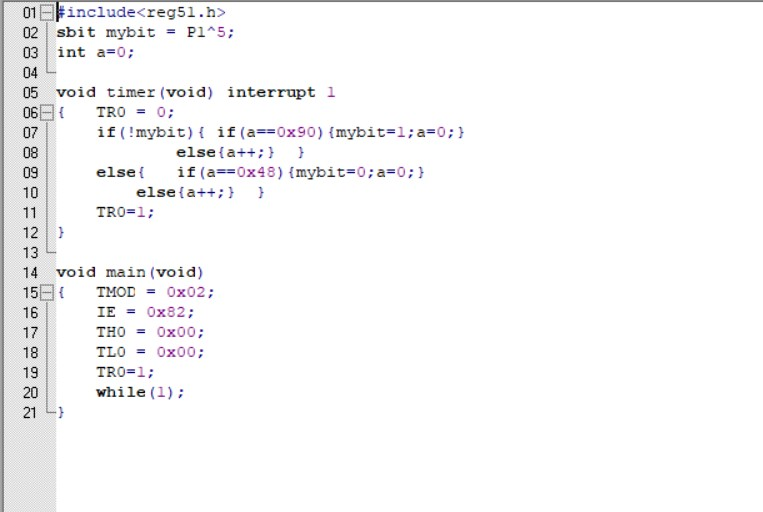 01 #include<reg51.h>
02 sbit mybit = P1^5;
03 int a=0;
04
05 void timer(void) interrupt 1
06 {   TR0 = 0;
07     if(!mybit){ if(a==0x90){mybit=1;a=0;}
08             else{a++;}  }
09     else{   if(a==0x48){mybit=0;a=0;}
10         else{a++;}  }
11     TR0=1;
12 }
13
14 void main(void)
15 {   TMOD = 0x02;
16     IE = 0x82;
17     TH0 = 0x00;
18     TL0 = 0x00;
19     TR0=1;
20     while(1);
21 }